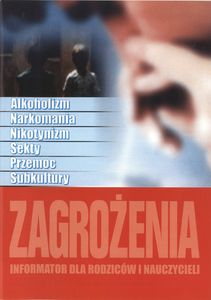 Alkoholizm
Narkomania
Nikotynizm
Sekty
Przemoc
Subkultury
ZAGROŻENIA
INFORMATOR DLA RODZICÓW I NAUCZYCIELI